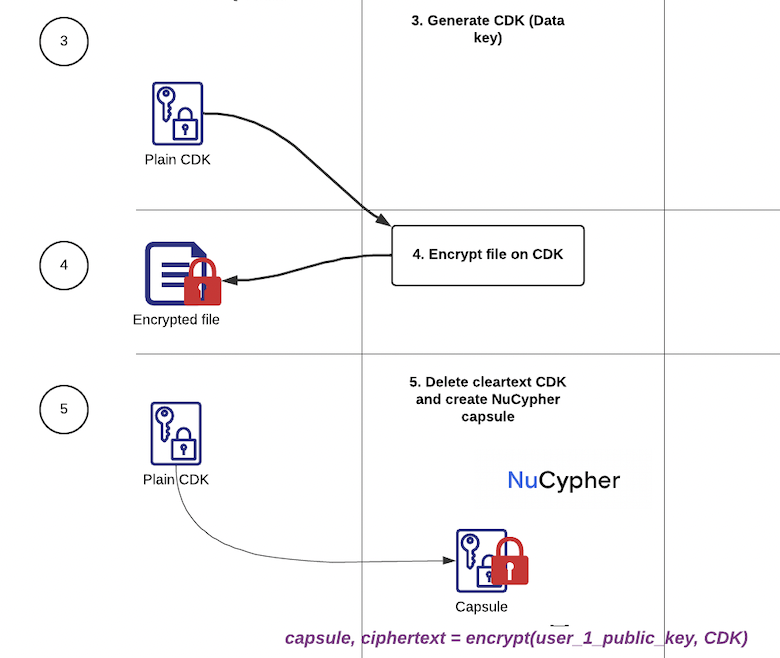 3
3. Generate CDK (Data
key)
Plain CDK
4
4. Encrypt file on CDK
Encrypted file
5
5. Delete cleartext CDK
and create NuCypher
capsule
Plain CDK
NuCypher
Capsule
capsule, ciphertext = encrypt(user_1_public_key, CDK)